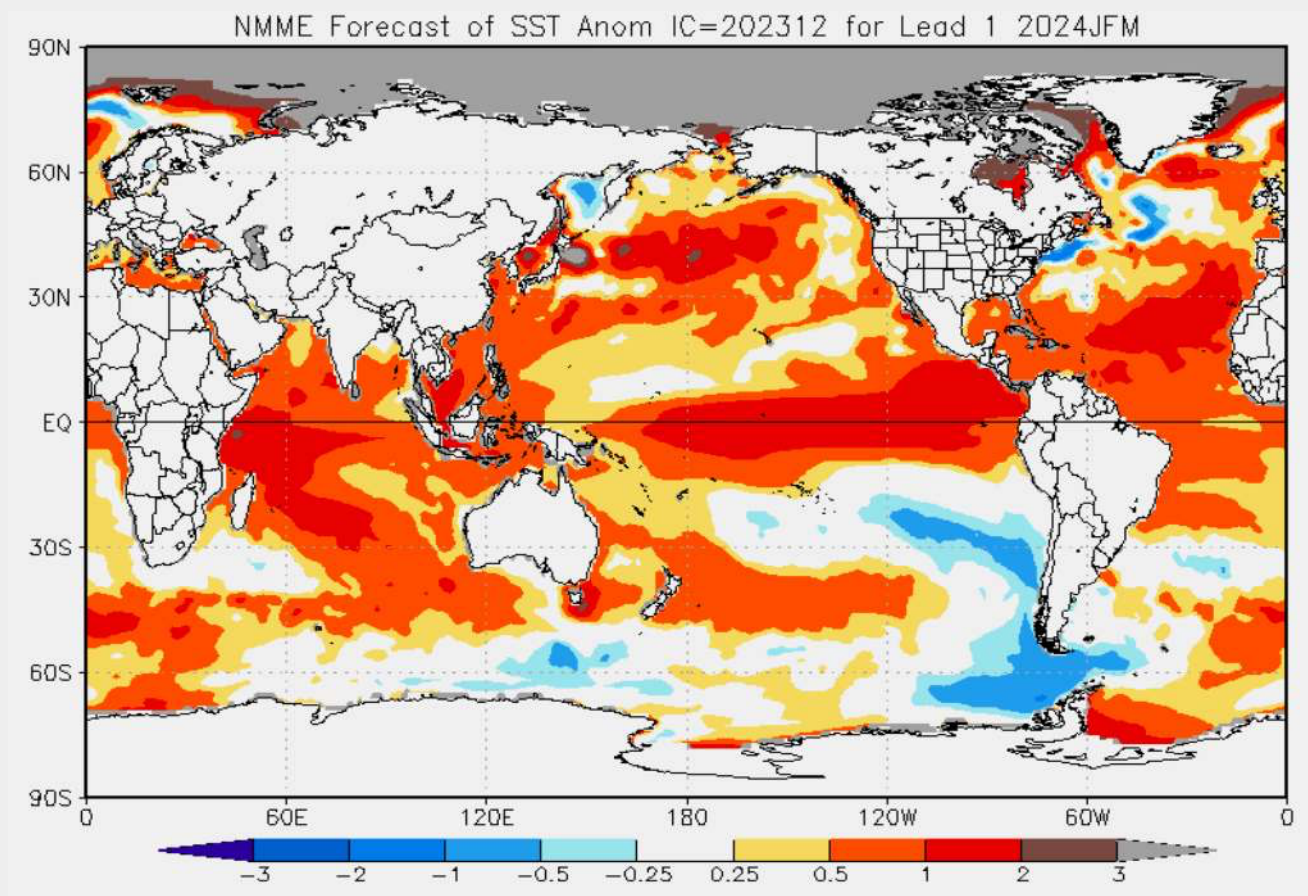 NMME Forecast of SST Anom IC=202312 for Lead 1 2024JFM
90N
60N
30N
EQ
30S
60S
90S
0 60E 120E 180 120W 60W 0
-3 -2 -1 -0.5 -0.25 0.25 0.5 1 2 3